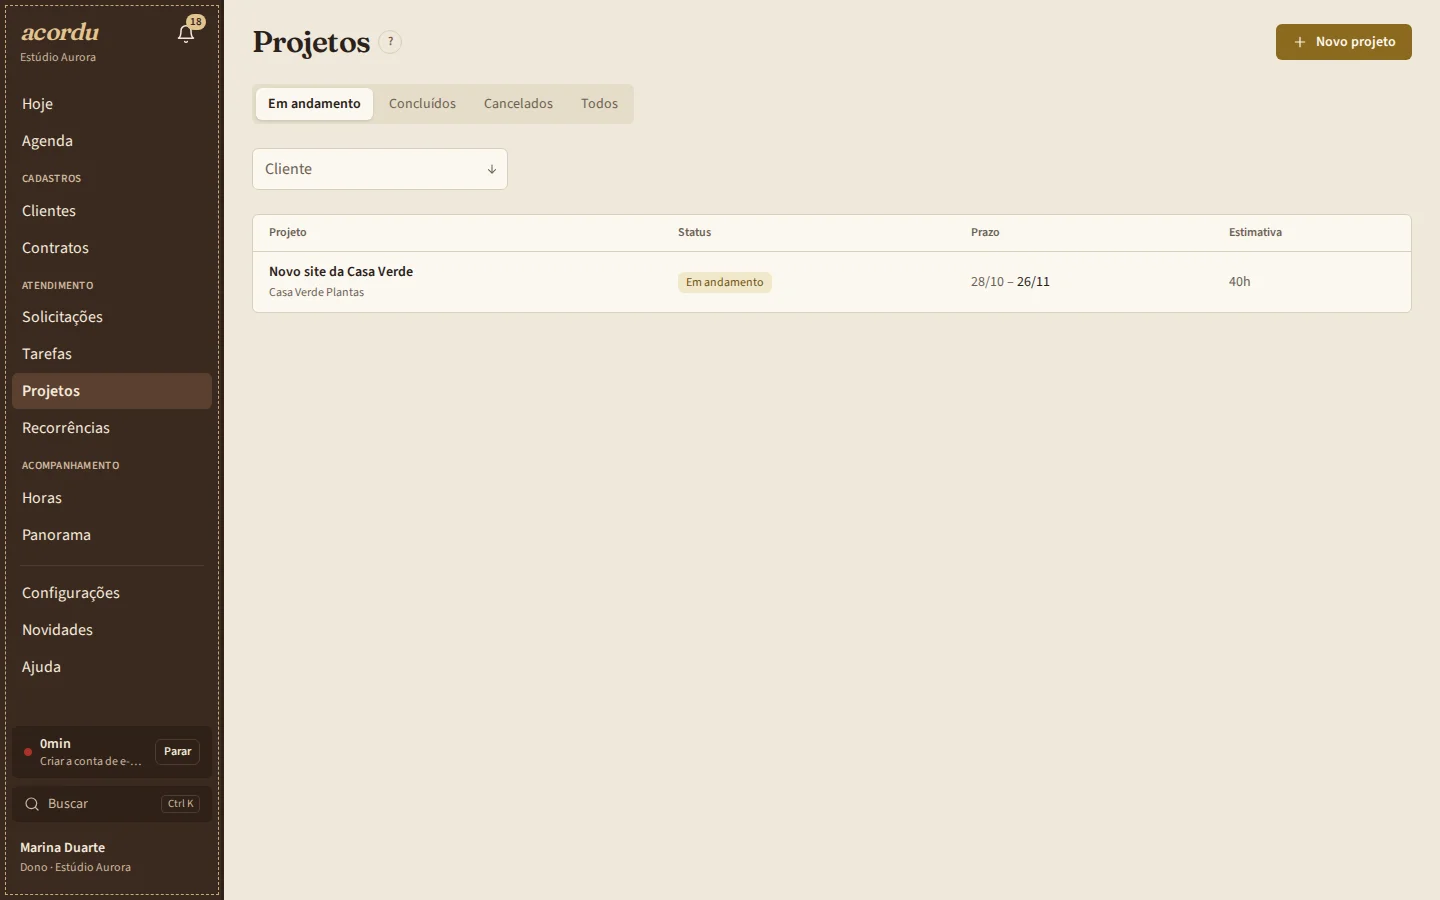 acordu
18
Estúdio Aurora
Hoje
Agenda
CADASTROS
Clientes
Contratos
ATENDIMENTO
Solicitações
Tarefas
Projetos
Recorrências
ACOMPANHAMENTO
Horas
Panorama
Configurações
Novidades
Ajuda
0min
Criar a conta de e-…
Parar
Buscar
Ctrl K
Marina Duarte
Dono · Estúdio Aurora
Projetos
?
+ Novo projeto
Em andamento Concluídos Cancelados Todos
Cliente
Projeto Status Prazo Estimativa
Novo site da Casa Verde
Casa Verde Plantas
Em andamento
28/10 – 26/11
40h